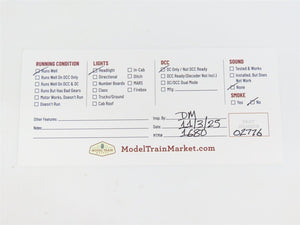 RUNNING CONDITION
Runs Well
Runs Well on DCC Only
Runs Well on DC & DCC
Runs But Has Bad Gears
Motor Works, Doesn't Run
Doesn't Run
LIGHTS
Headlight
Directional
Number Boards
Class
Trucks/Ground
Cab Roof
In-Cab
Ditch
MARS
Firebox
DCC
DC Only / Not DCC Ready
DCC Ready (Decoder Not Incl.)
DC/DCC Dual Mode
Mfg
SOUND
Tested & Works
Installed, But Does Not Work
None
SMOKE
Yes
No
Other Features:
Notes:
Insp. By: DM
Date: 11/3/25
MTM# 1680
02776
MODEL TRAIN
ModelTrainMarket.com